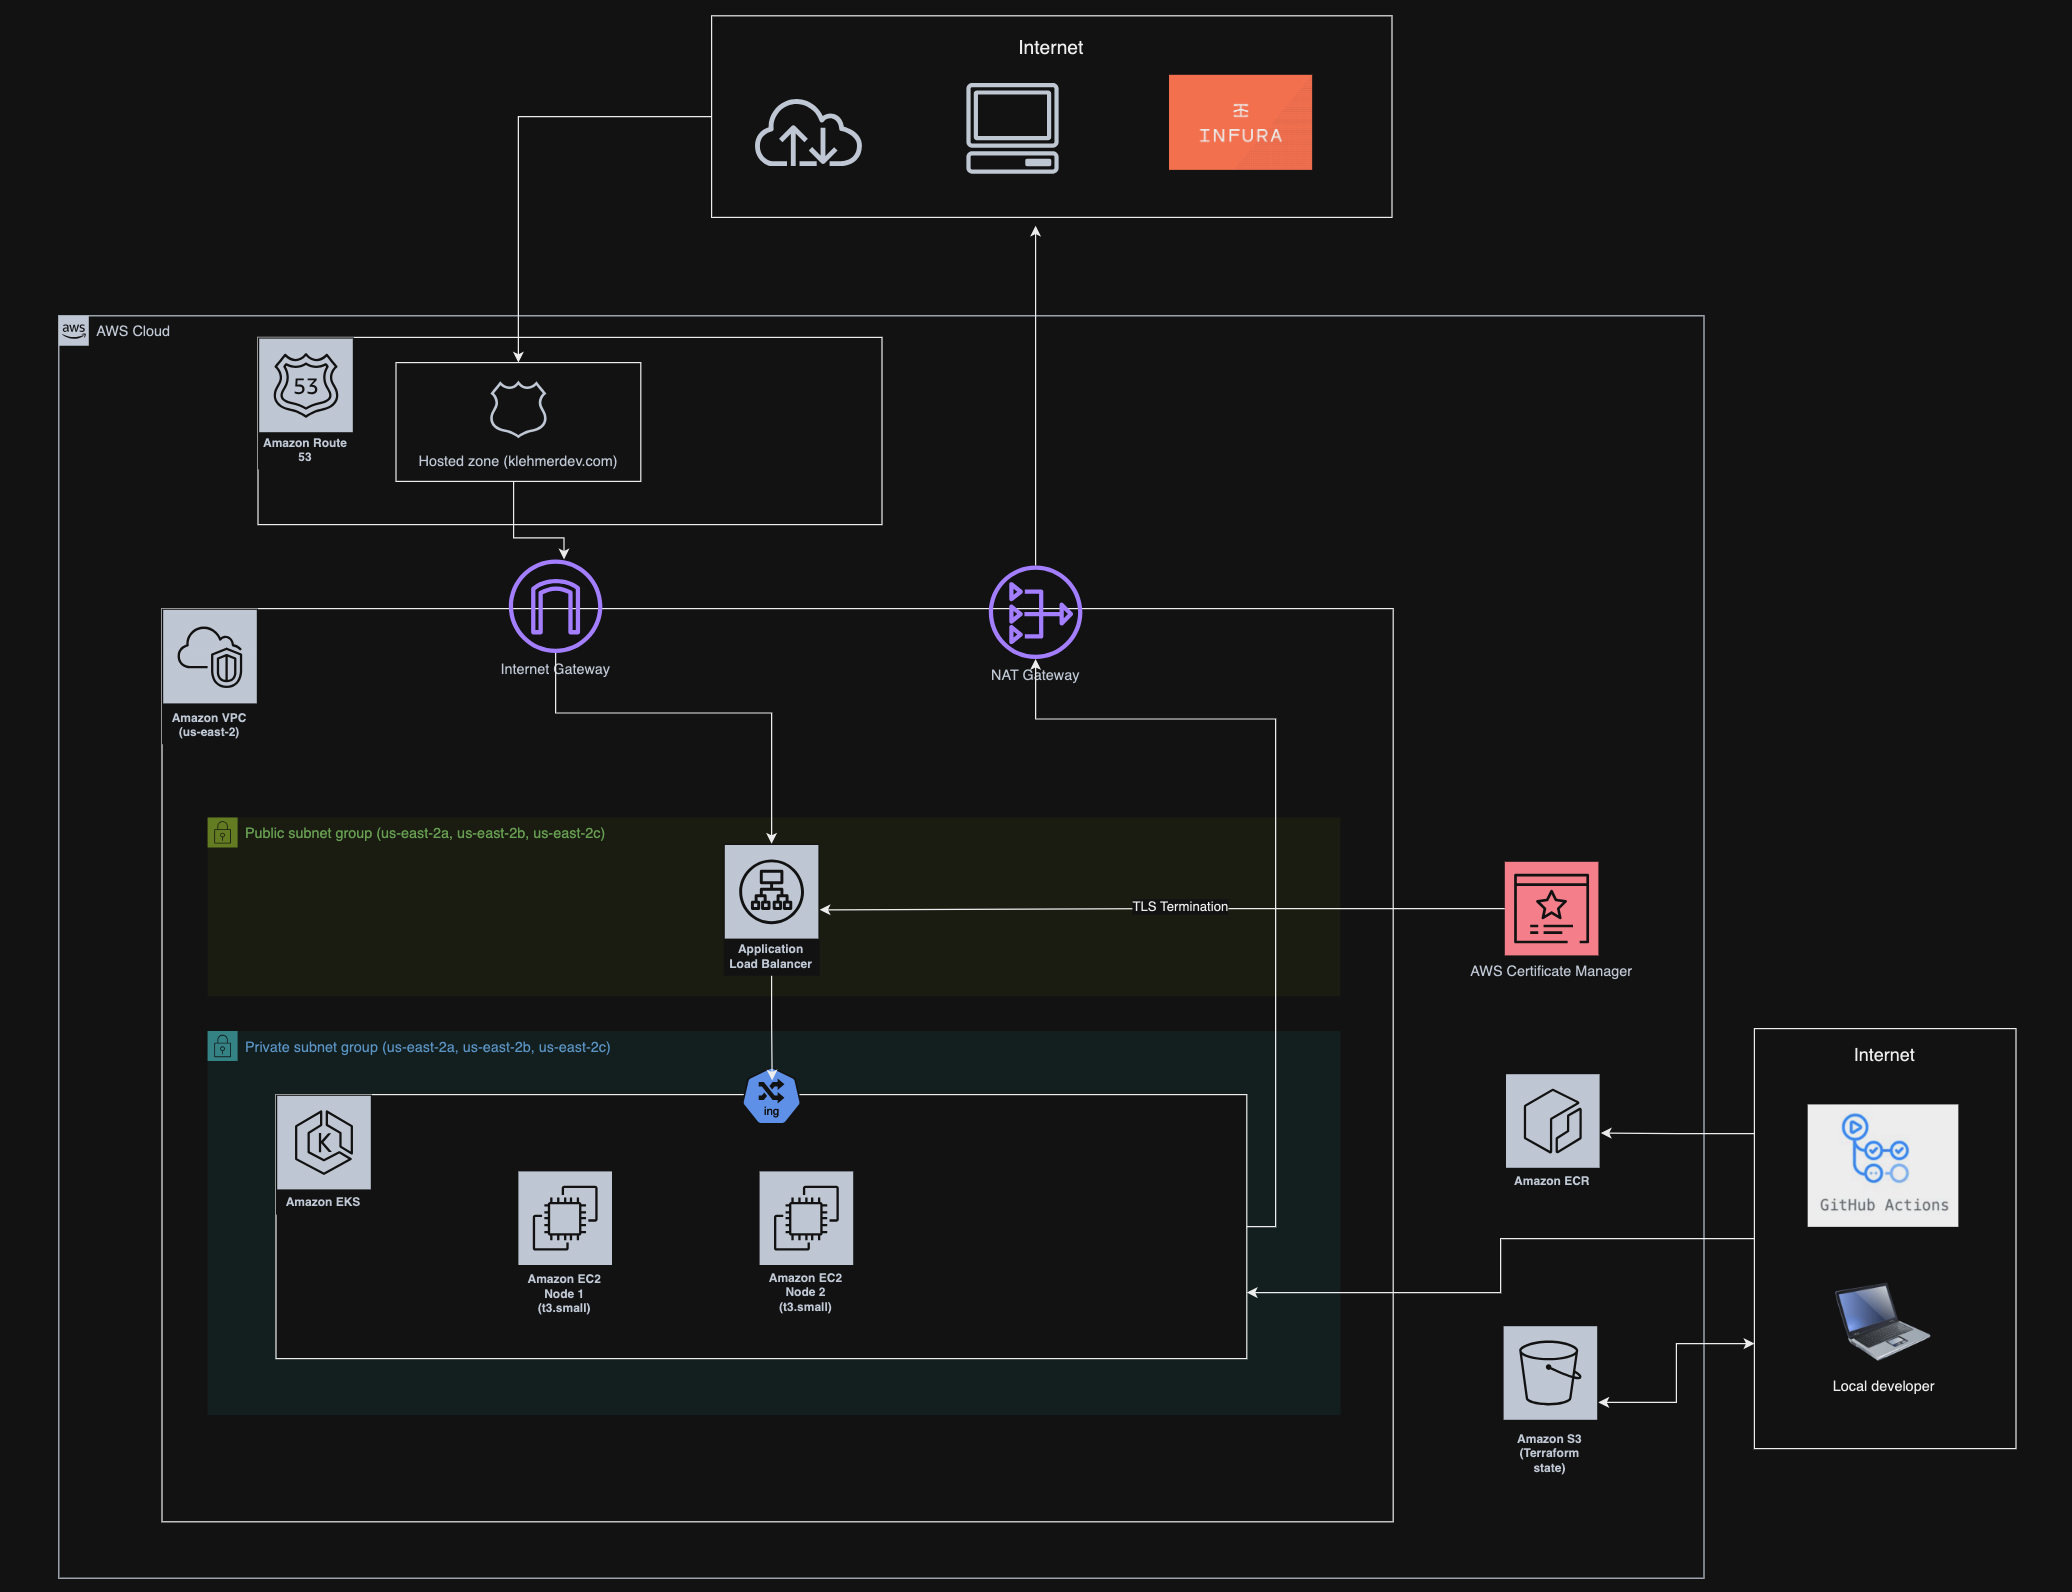 Internet
INFURA
aws
AWS Cloud
53
Amazon Route
53
Hosted zone (klehmerdev.com)
Internet Gateway
NAT Gateway
Amazon VPC
(us-east-2)
Public subnet group (us-east-2a, us-east-2b, us-east-2c)
Application
Load Balancer
TLS Termination
AWS Certificate Manager
Private subnet group (us-east-2a, us-east-2b, us-east-2c)
ing
K
Amazon EKS
Amazon EC2
Node 1
(t3.small)
Amazon EC2
Node 2
(t3.small)
Amazon ECR
Amazon S3
(Terraform
state)
Internet
GitHub Actions
Local developer